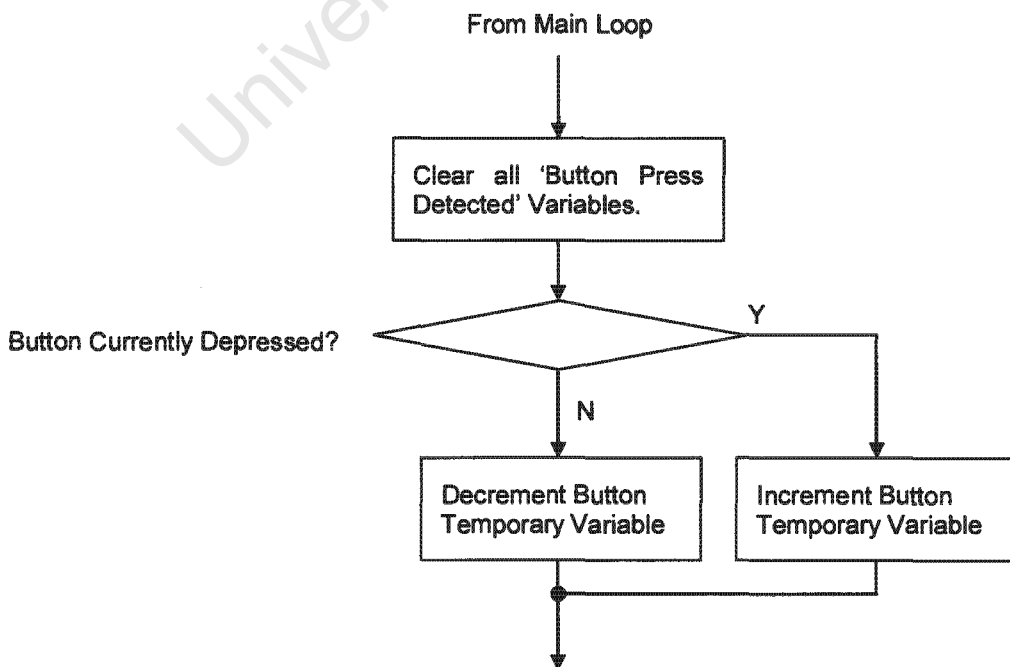 Univer
From Main Loop
Clear all 'Button Press
Detected' Variables.
Y
Button Currently Depressed?
N
Decrement Button
Temporary Variable
Increment Button
Temporary Variable